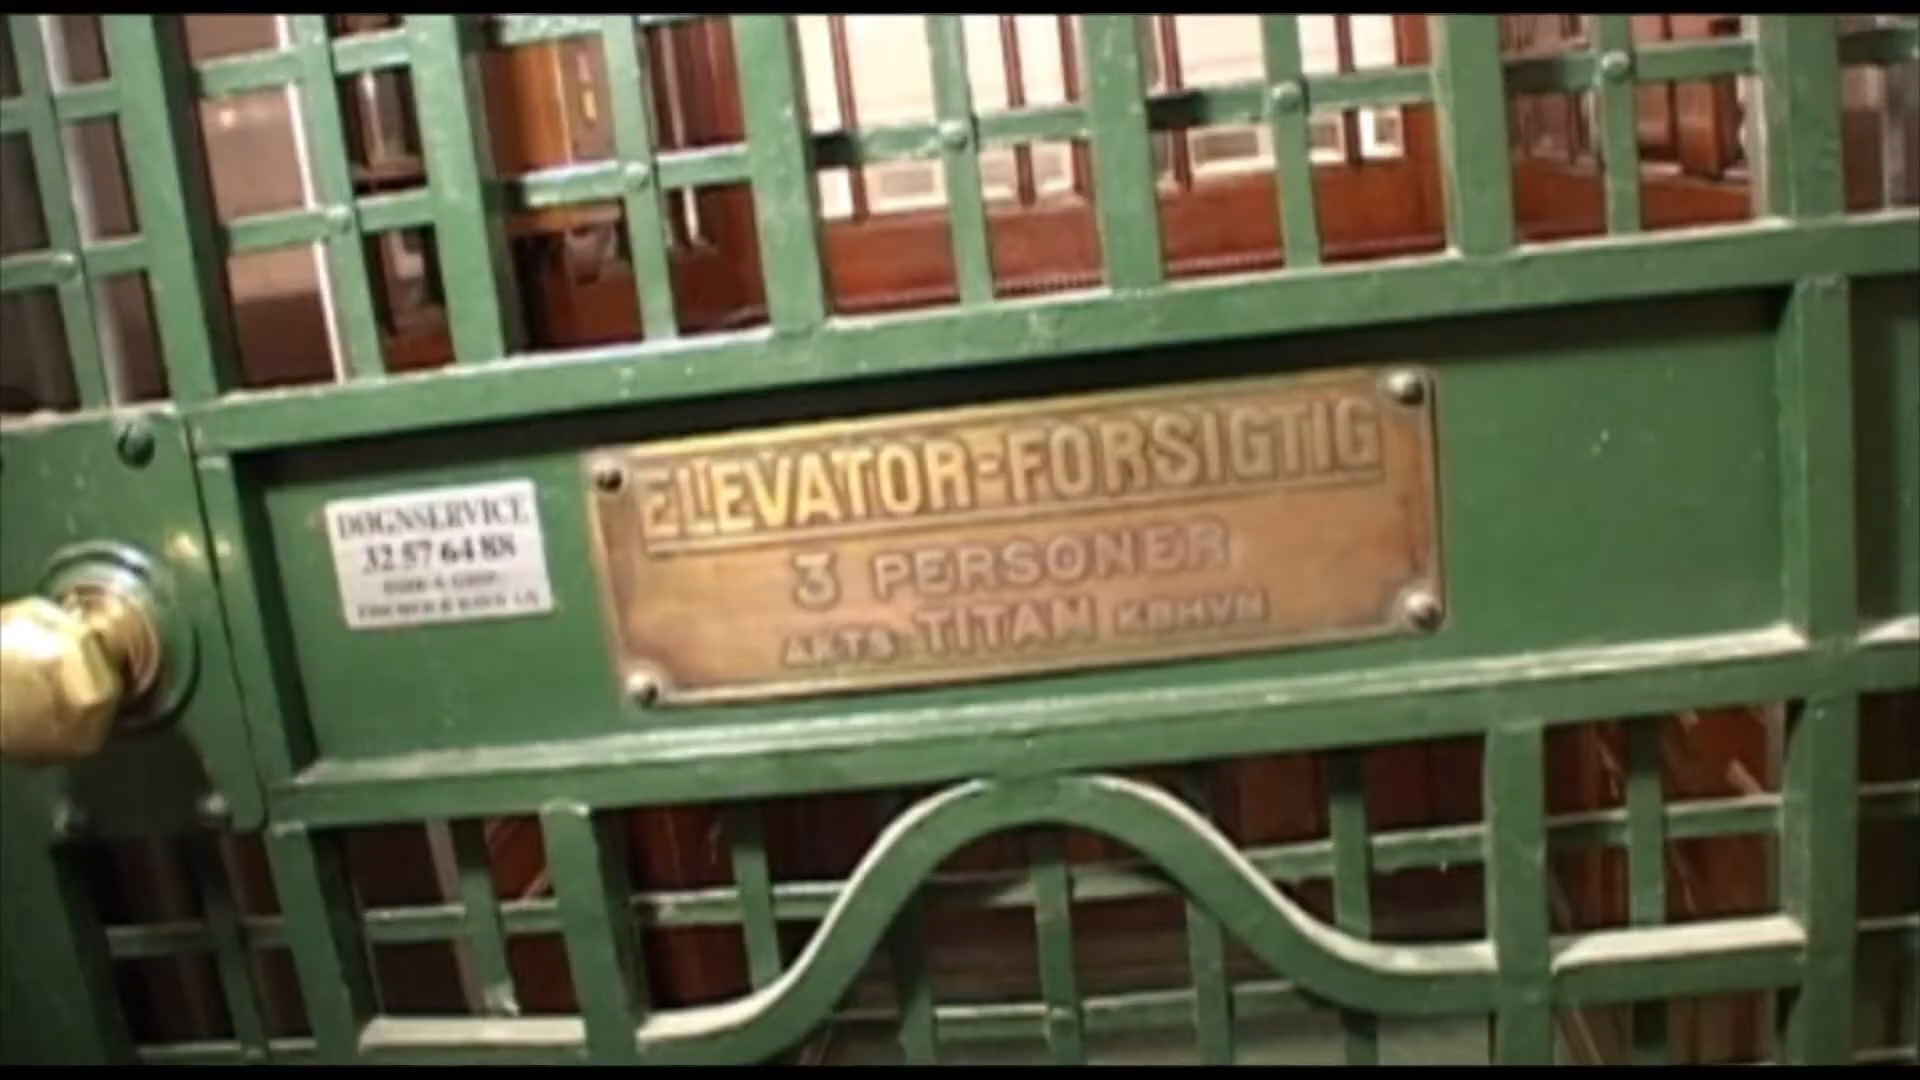 DØGNSERVICE
32 57 64 88
ELEVATOR=FORSIGTIG
3 PERSONER
AKTS TITAN KBHVN